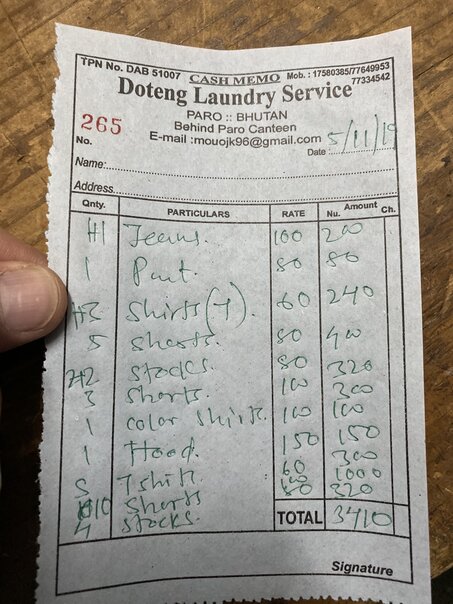 TPN No. DAB 51007 CASH MEMO Mob. : 17580385/77649953
77334542
Doteng Laundry Service
PARO :: BHUTAN
Behind Paro Canteen
E-mail :mouojk96@gmail.com
265
No.
Date : 5/11/19
Name:
Address
Qnty. PARTICULARS RATE Nu. Amount Ch.
Jeans. 100 200
1 Pant. 80 80
Shirts(T). 60 240
5 Shorts. 80 400
Stocks. 80 320
3 Shorts. 100 300
1 color Shirt. 100 100
1 Hood. 150 150
5 Tshirt 60 300
10 Shorts 100 1000
4 Stocks. 80 320
TOTAL 3410
Signature